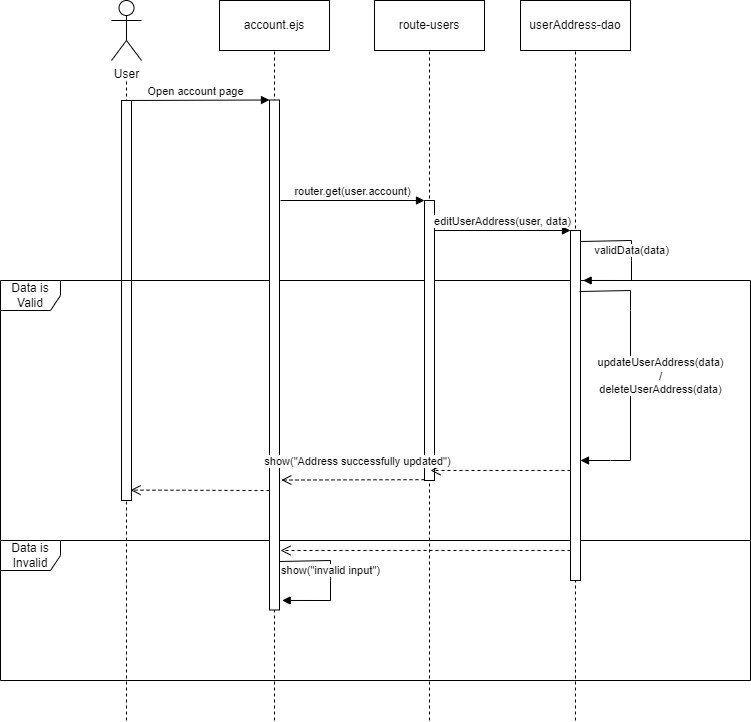 account.ejs
route-users
userAddress-dao
User
Open account page
router.get(user.account)
editUserAddress(user, data)
validData(data)
Data is
Valid
updateUserAddress(data)
/
deleteUserAddress(data)
show("Address successfully updated")
Data is
Invalid
show("invalid input")